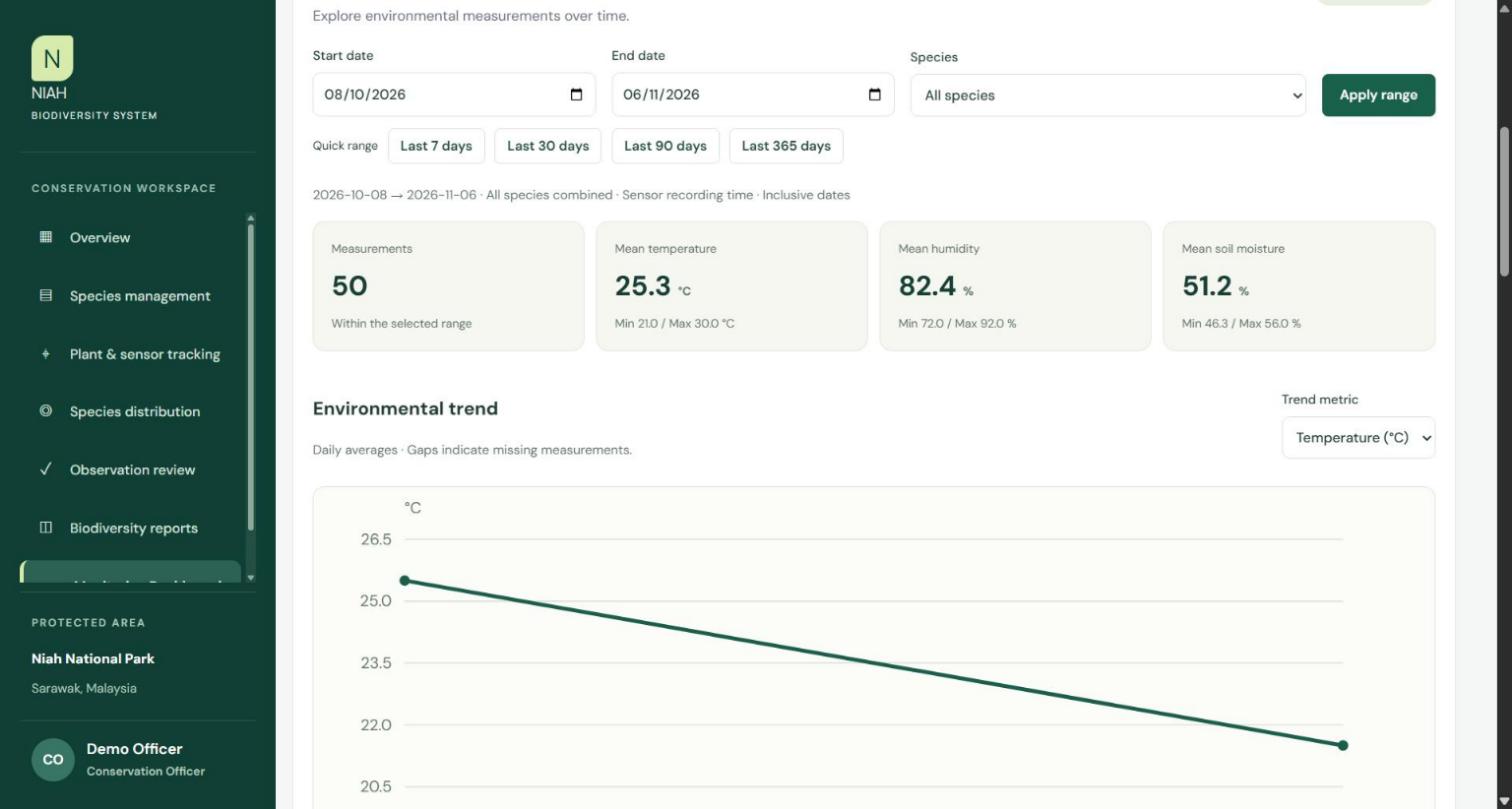 N
NIAH
BIODIVERSITY SYSTEM
CONSERVATION WORKSPACE
Overview
Species management
Plant & sensor tracking
Species distribution
Observation review
Biodiversity reports
PROTECTED AREA
Niah National Park
Sarawak, Malaysia
CO
Demo Officer
Conservation Officer
Explore environmental measurements over time.
Start date
End date
Species
08/10/2026
06/11/2026
All species
Apply range
Quick range
Last 7 days
Last 30 days
Last 90 days
Last 365 days
2026-10-08 → 2026-11-06 · All species combined · Sensor recording time · Inclusive dates
Measurements
50
Within the selected range
Mean temperature
25.3 °C
Min 21.0 / Max 30.0 °C
Mean humidity
82.4 %
Min 72.0 / Max 92.0 %
Mean soil moisture
51.2 %
Min 46.3 / Max 56.0 %
Environmental trend
Daily averages · Gaps indicate missing measurements.
Trend metric
Temperature (°C)
°C
26.5
25.0
23.5
22.0
20.5